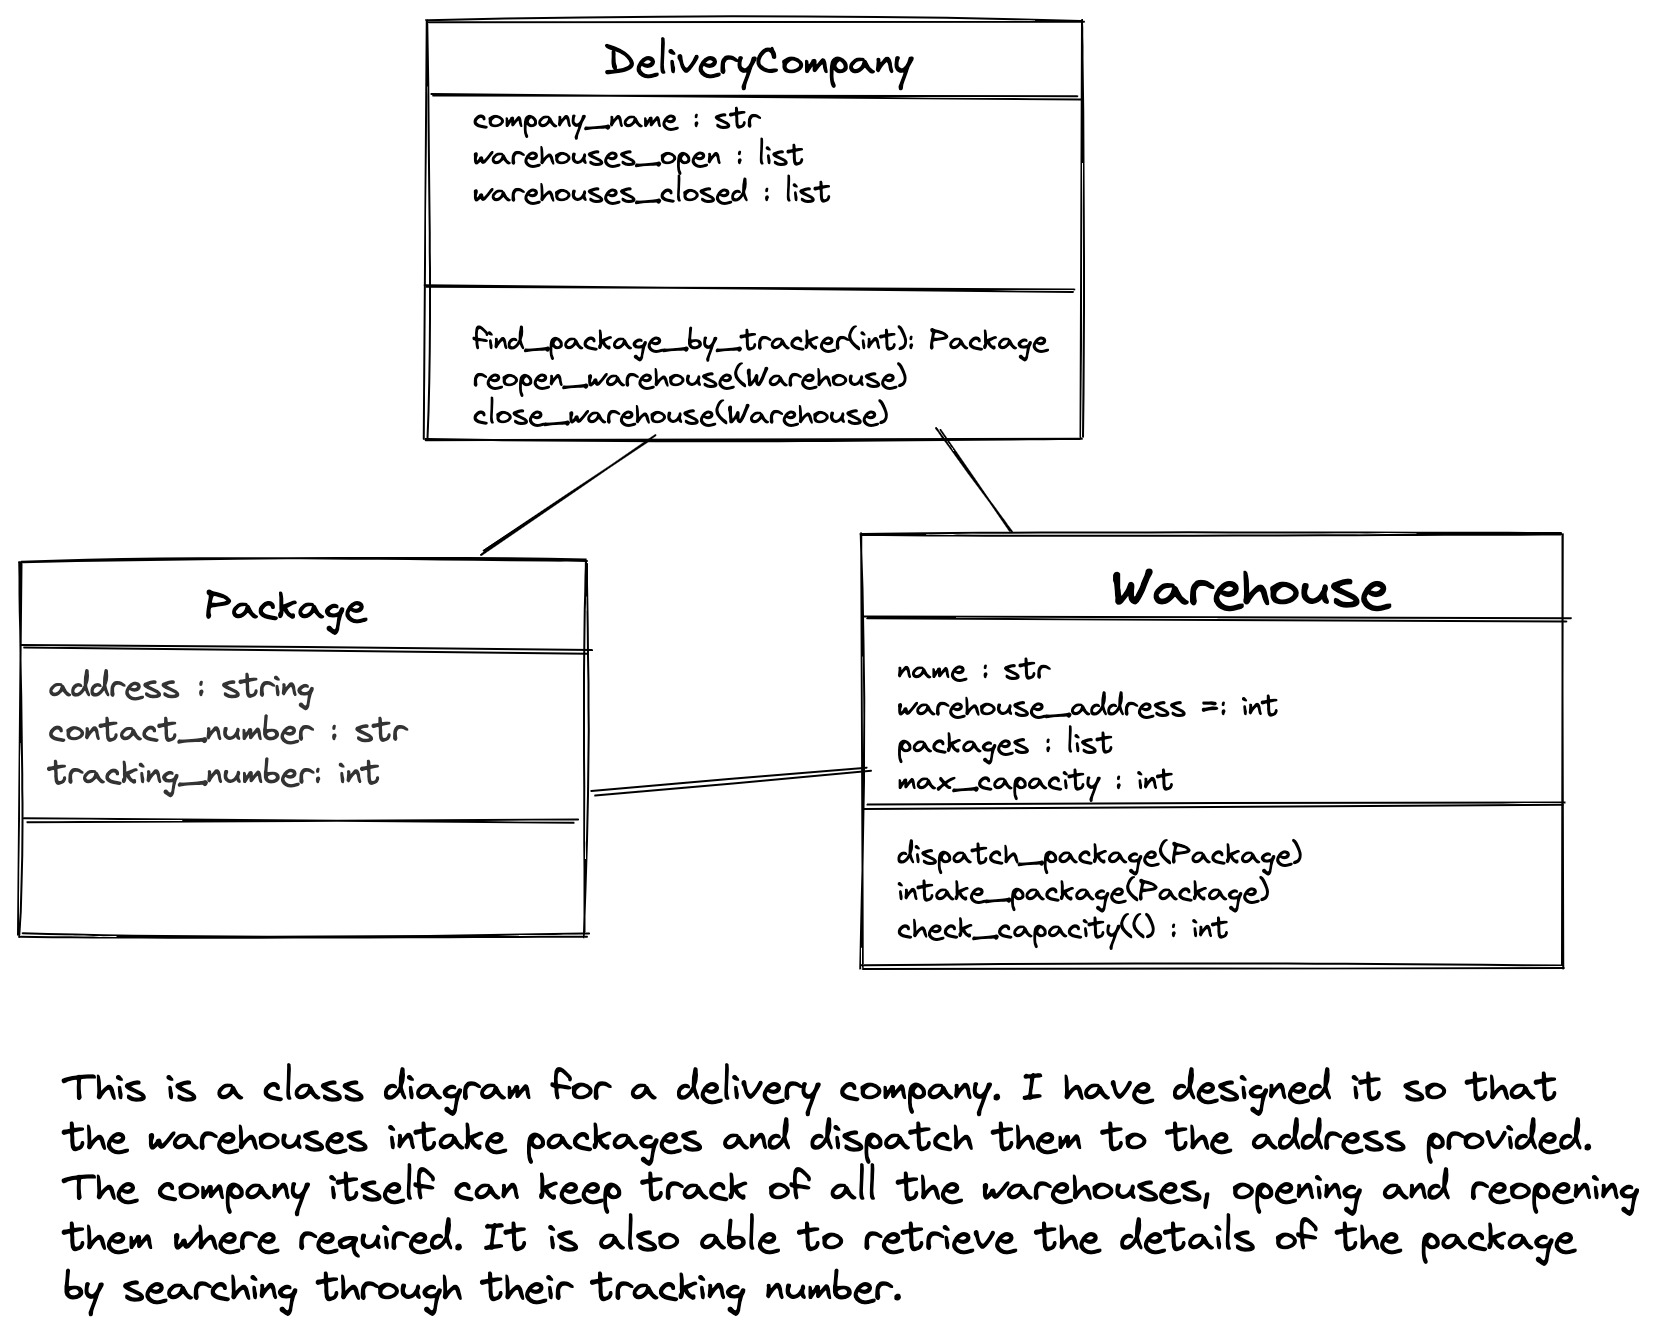 DeliveryCompany
company_name : str
warehouses_open : list
warehouses_closed : list
find_package_by_tracker(int): Package
reopen_warehouse(Warehouse)
close_warehouse(Warehouse)
Package
address : string
contact_number : str
tracking_number: int
Warehouse
name : str
warehouse_address =: int
packages : list
max_capacity : int
dispatch_package(Package)
intake_package(Package)
check_capacity(() : int
This is a class diagram for a delivery company. I have designed it so that
the warehouses intake packages and dispatch them to the address provided.
The company itself can keep track of all the warehouses, opening and reopening
them where required. It is also able to retrieve the details of the package
by searching through their tracking number.